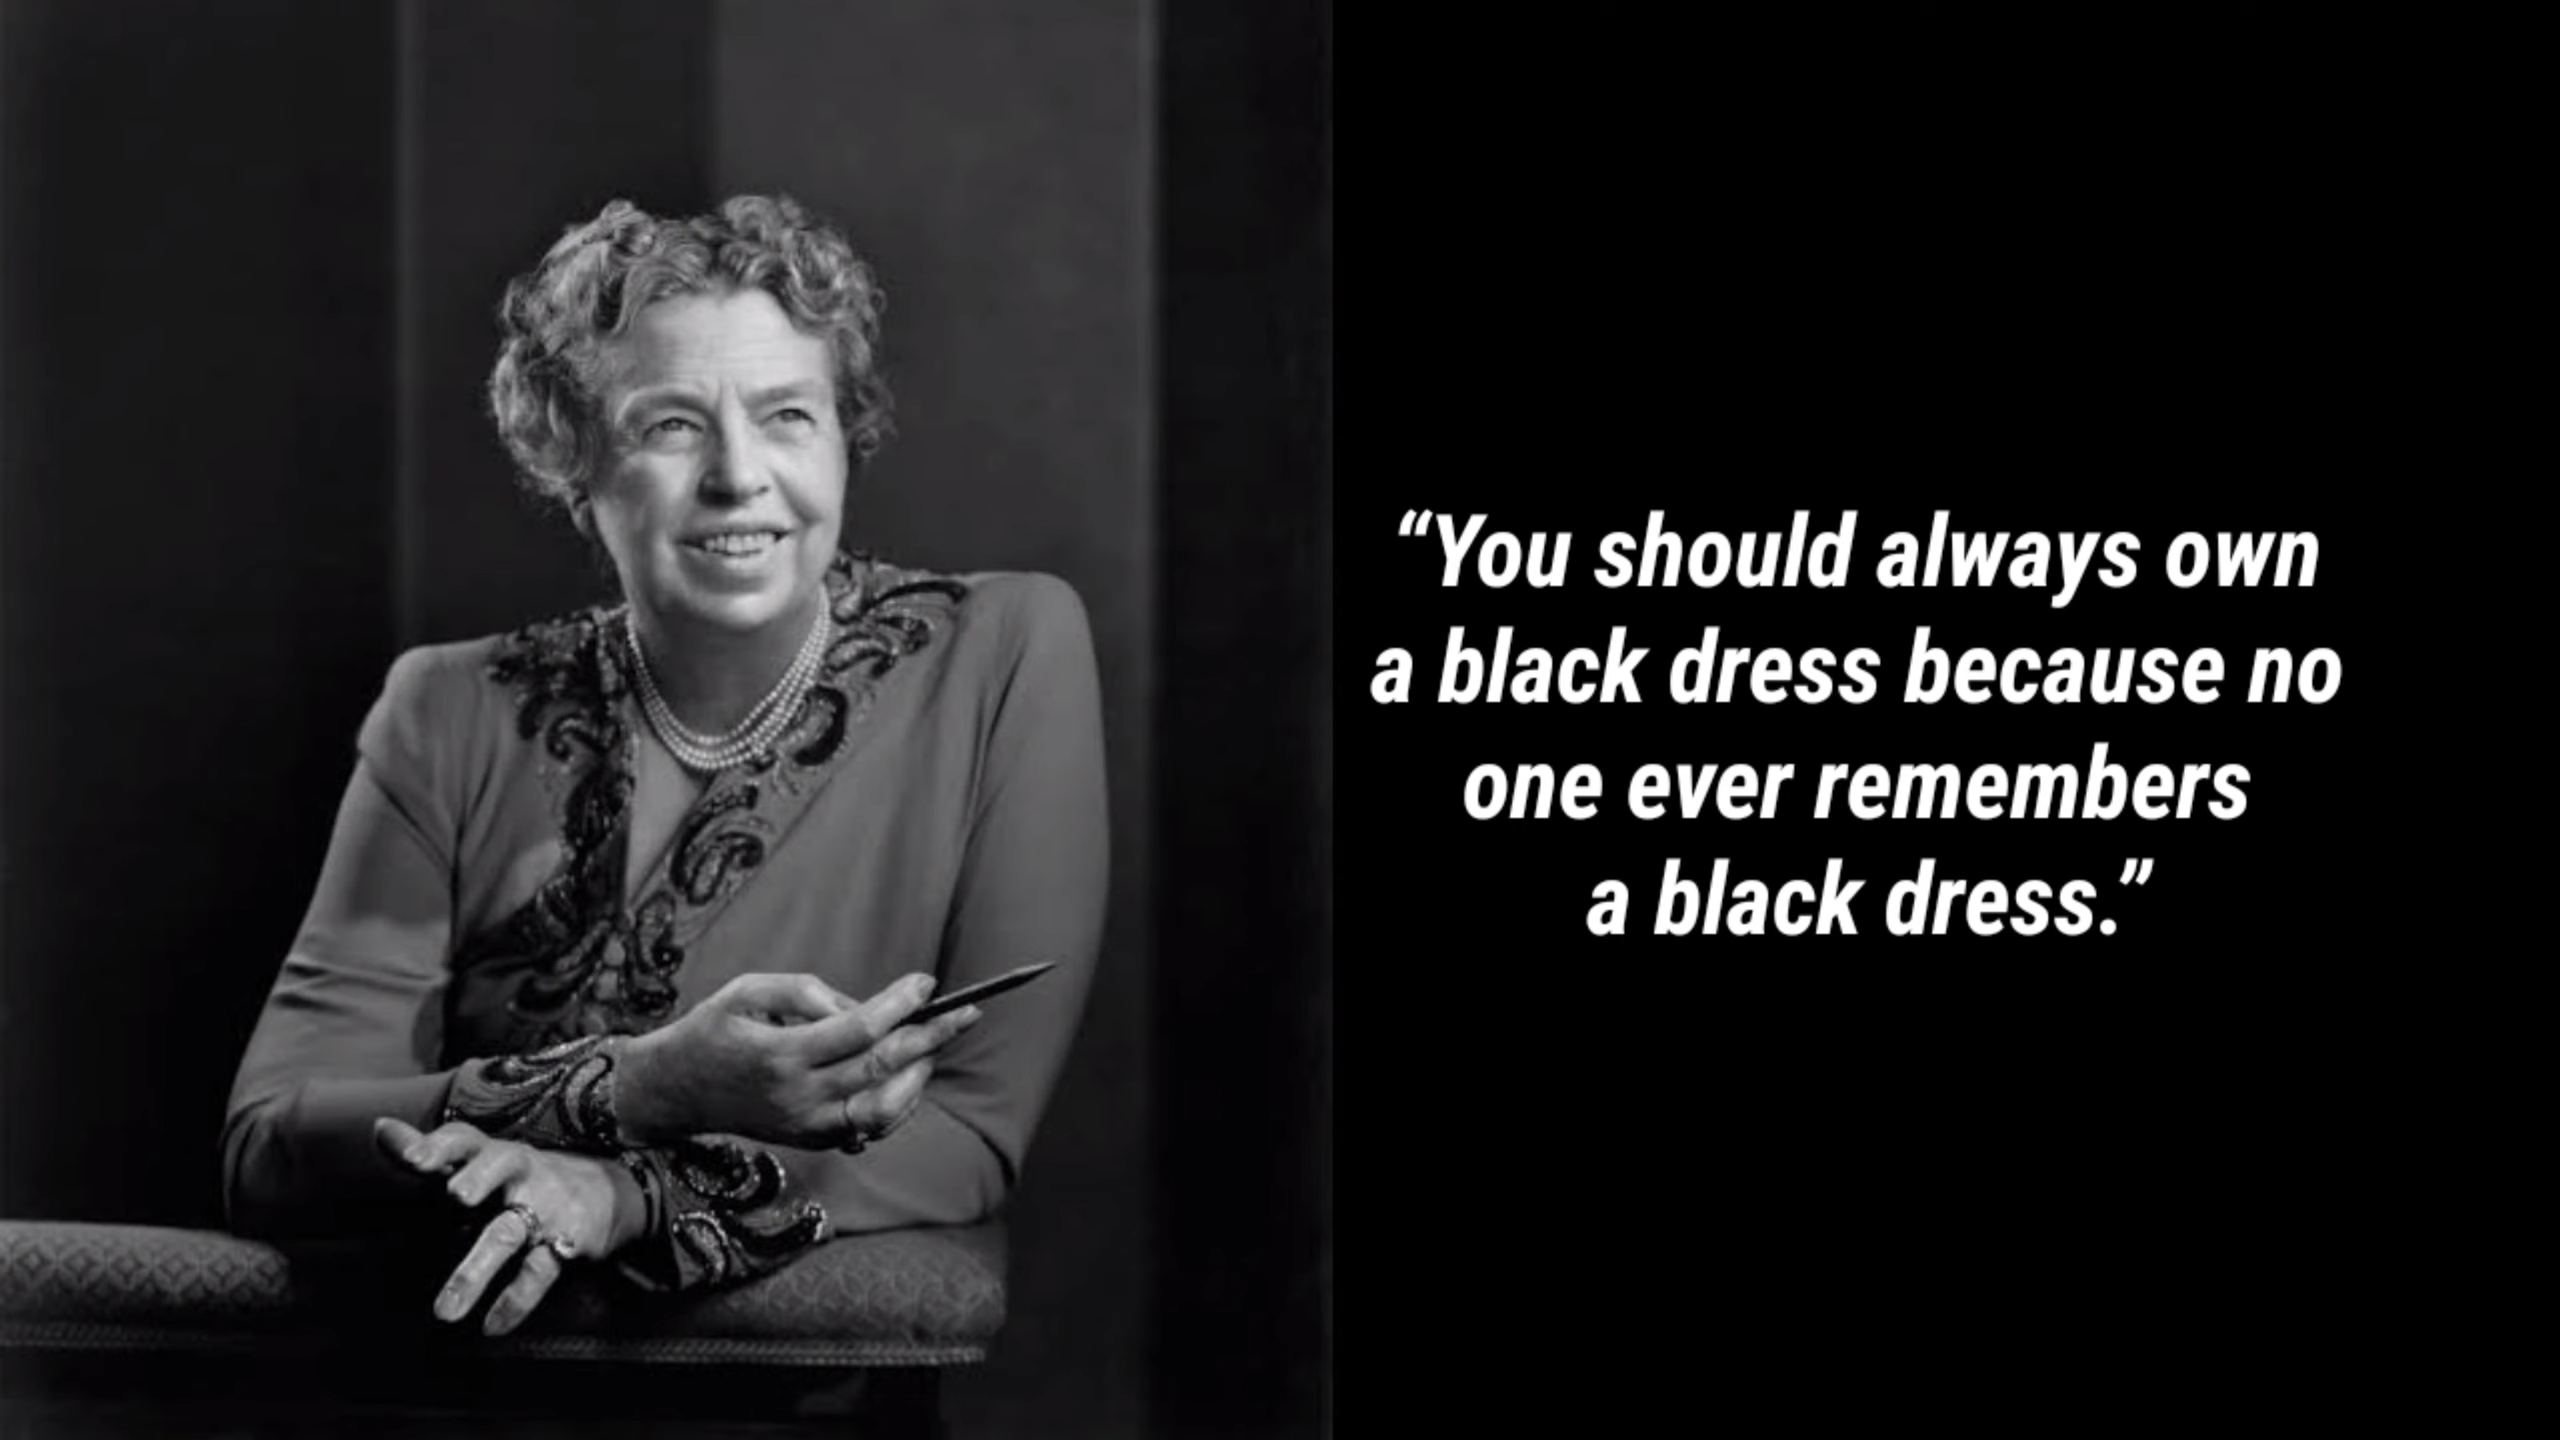 “You should always own
a black dress because no
one ever remembers
a black dress.”